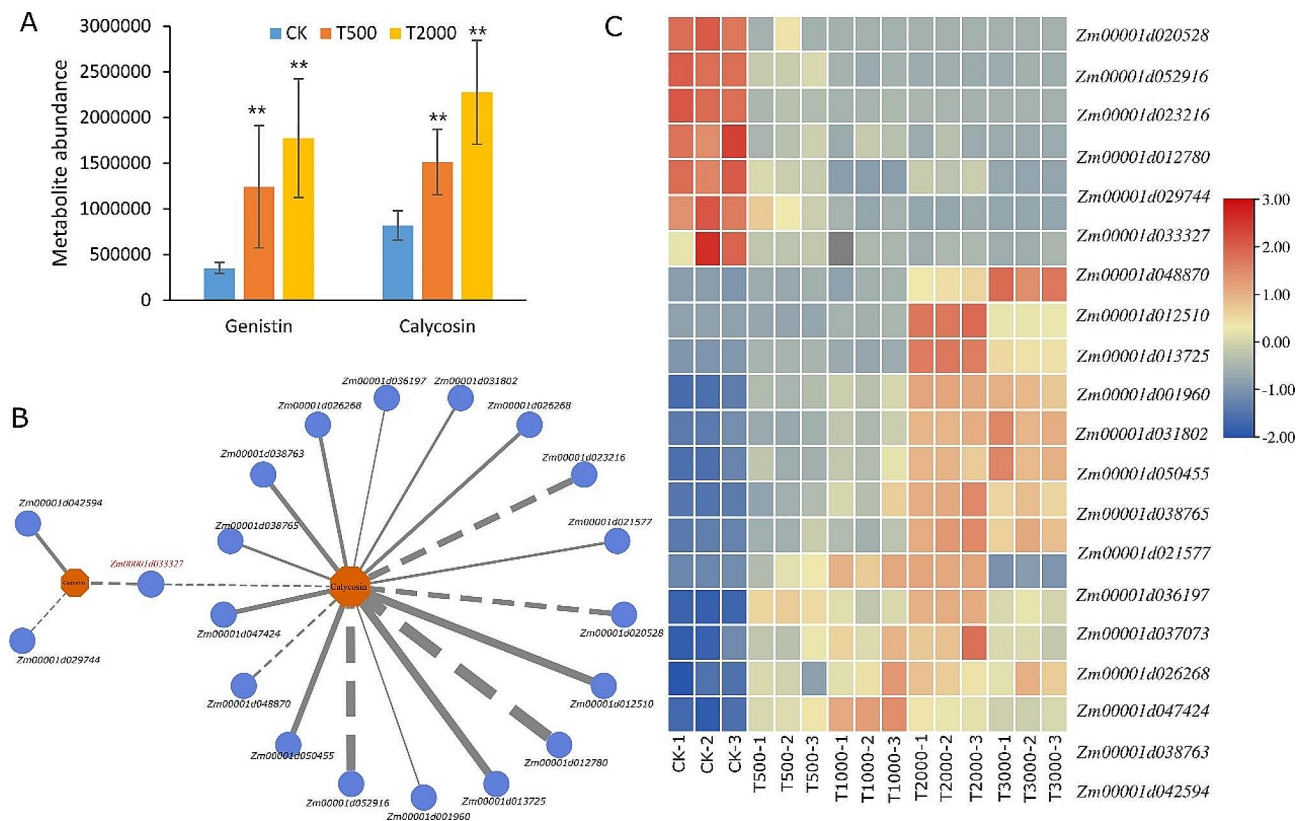 A
CK T500 T2000
Metabolite abundance
3000000
2500000
2000000
1500000
1000000
500000
0
** **
** **
Genistin Calycosin
B
Zm00001d036197
Zm00001d031802
Zm00001d026268
Zm00001d026268
Zm00001d038763
Zm00001d023216
Zm00001d042594
Zm00001d038765
Zm00001d021577
Zm00001d033327
Genistin
Calycosin
Zm00001d029744
Zm00001d047424
Zm00001d020528
Zm00001d048870
Zm00001d012510
Zm00001d050455
Zm00001d012780
Zm00001d052916
Zm00001d013725
Zm00001d001960
C
Zm00001d020528
Zm00001d052916
Zm00001d023216
Zm00001d012780
Zm00001d029744
Zm00001d033327
Zm00001d048870
Zm00001d012510
Zm00001d013725
Zm00001d001960
Zm00001d031802
Zm00001d050455
Zm00001d038765
Zm00001d021577
Zm00001d036197
Zm00001d037073
Zm00001d026268
Zm00001d047424
Zm00001d038763
Zm00001d042594
CK-1
CK-2
CK-3
T500-1
T500-2
T500-3
T1000-1
T1000-2
T1000-3
T2000-1
T2000-2
T2000-3
T3000-1
T3000-2
T3000-3
3.00
2.00
1.00
0.00
-1.00
-2.00